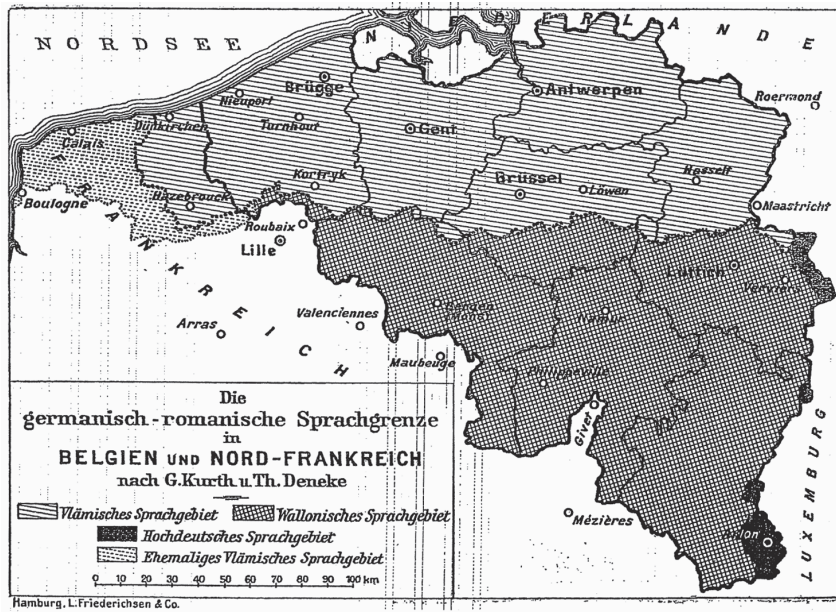 NORDSEE
NEDERLANDE
Brügge
Nieuport
Antwerpen
Roermond
Dünkirchen
Turnhout
Gent
Calais
Kortryk
Brüssel
Löwen
Hasselt
Hazebrouck
Boulogne
Maastricht
Roubaix
Lille
FRANKREICH
Lüttich
Verviers
Bergen
(Mons)
Namur
Arras
Valenciennes
Maubeuge
Philippeville
Givet
Mézières
Arlon
LUXEMBURG
Die
germanisch-romanische Sprachgrenze
in
BELGIEN UND NORD-FRANKREICH
nach G. Kurth u. Th. Deneke
Vlämisches Sprachgebiet
Wallonisches Sprachgebiet
Hochdeutsches Sprachgebiet
Ehemaliges Vlämisches Sprachgebiet
0 10 20 30 40 50 60 70 80 90 100 km
Hamburg, L. Friederichsen & Co.